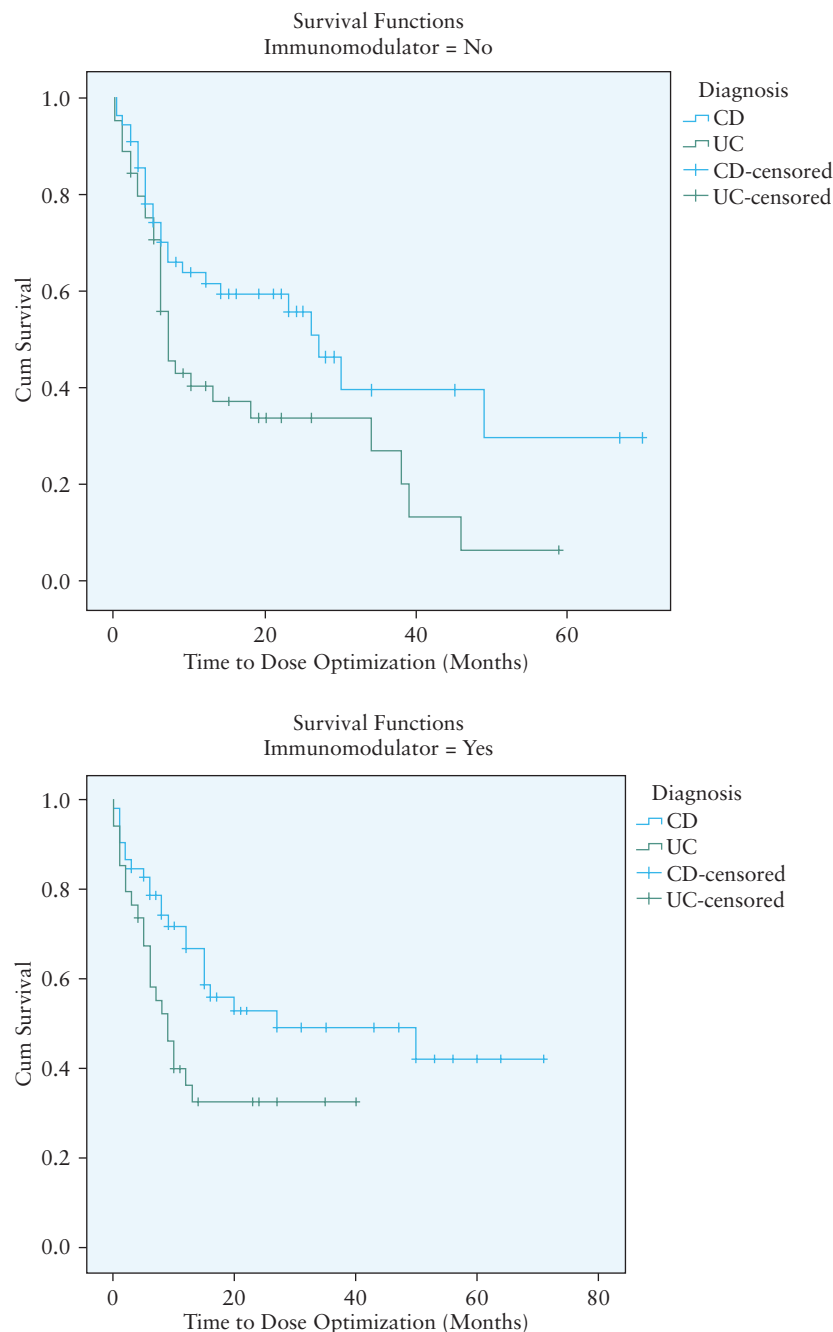 Survival Functions
Immunomodulator = No
Diagnosis
CD
UC
CD-censored
UC-censored
Cum Survival
1.0
0.8
0.6
0.4
0.2
0.0
0 20 40 60
Time to Dose Optimization (Months)
Survival Functions
Immunomodulator = Yes
Diagnosis
CD
UC
CD-censored
UC-censored
Cum Survival
1.0
0.8
0.6
0.4
0.2
0.0
0 20 40 60 80
Time to Dose Optimization (Months)